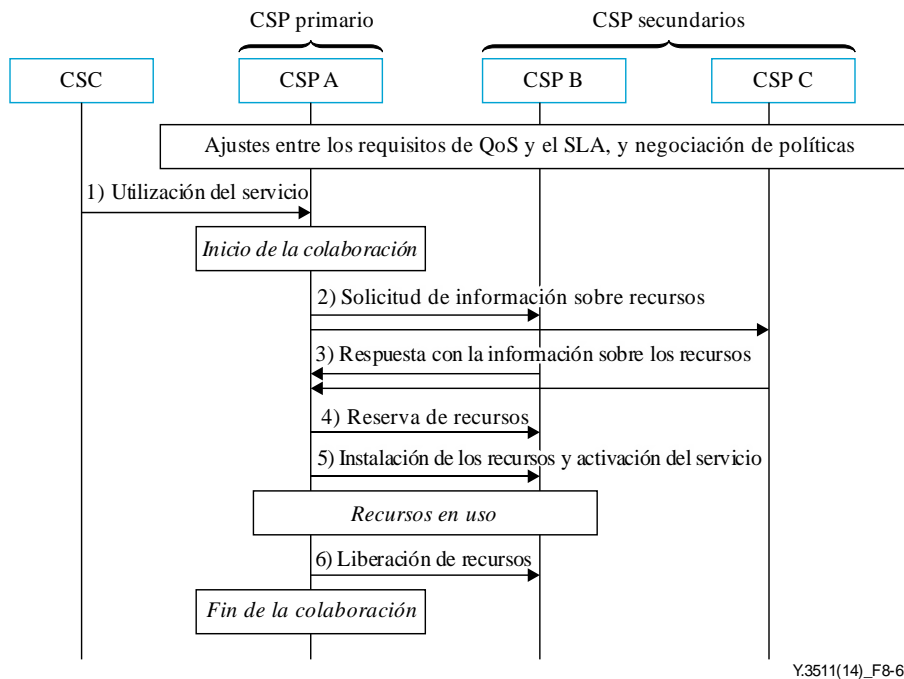 CSP primario
CSP secundarios
CSC
CSP A
CSP B
CSP C
Ajustes entre los requisitos de QoS y el SLA, y negociación de políticas
1) Utilización del servicio
Inicio de la colaboración
2) Solicitud de información sobre recursos
3) Respuesta con la información sobre los recursos
4) Reserva de recursos
5) Instalación de los recursos y activación del servicio
Recursos en uso
6) Liberación de recursos
Fin de la colaboración
Y.3511(14)_F8-6